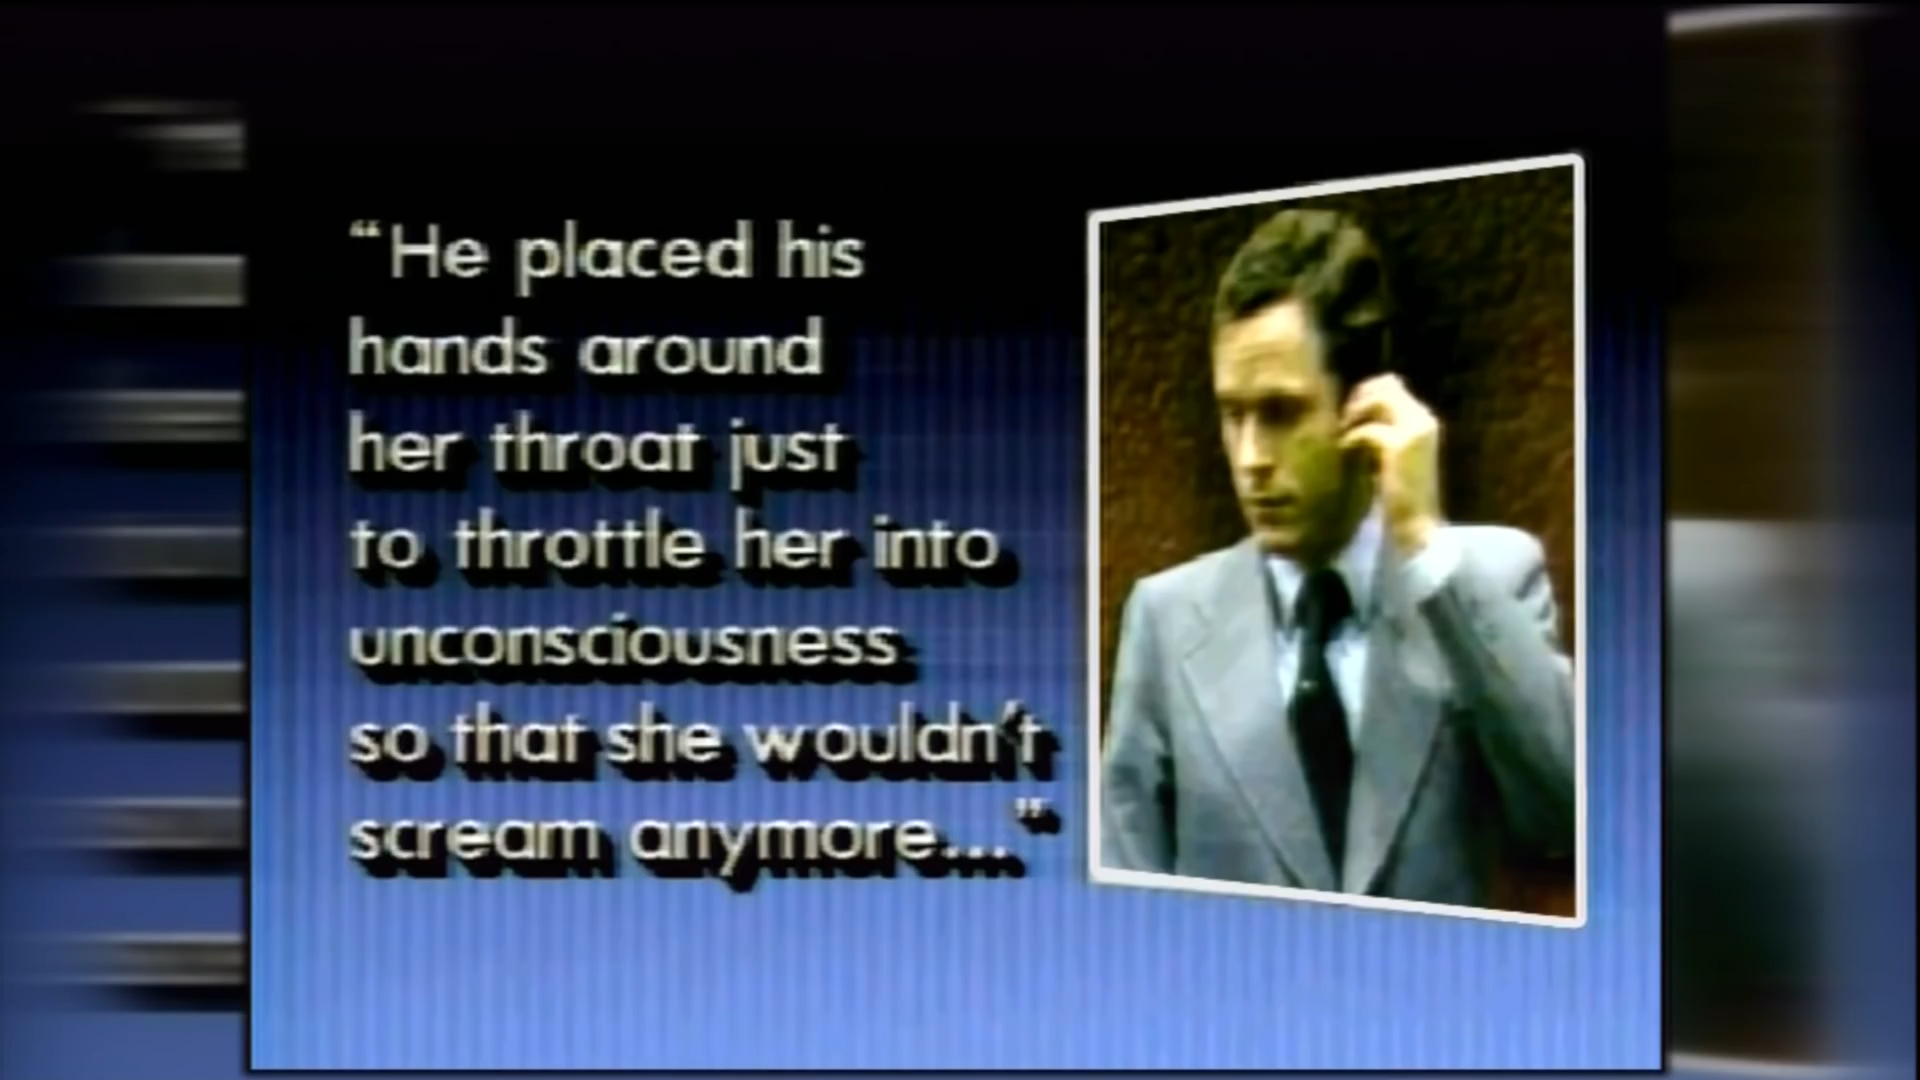 “He placed his
hands around
her throat just
to throttle her into
unconsciousness
so that she wouldn't
scream anymore...”